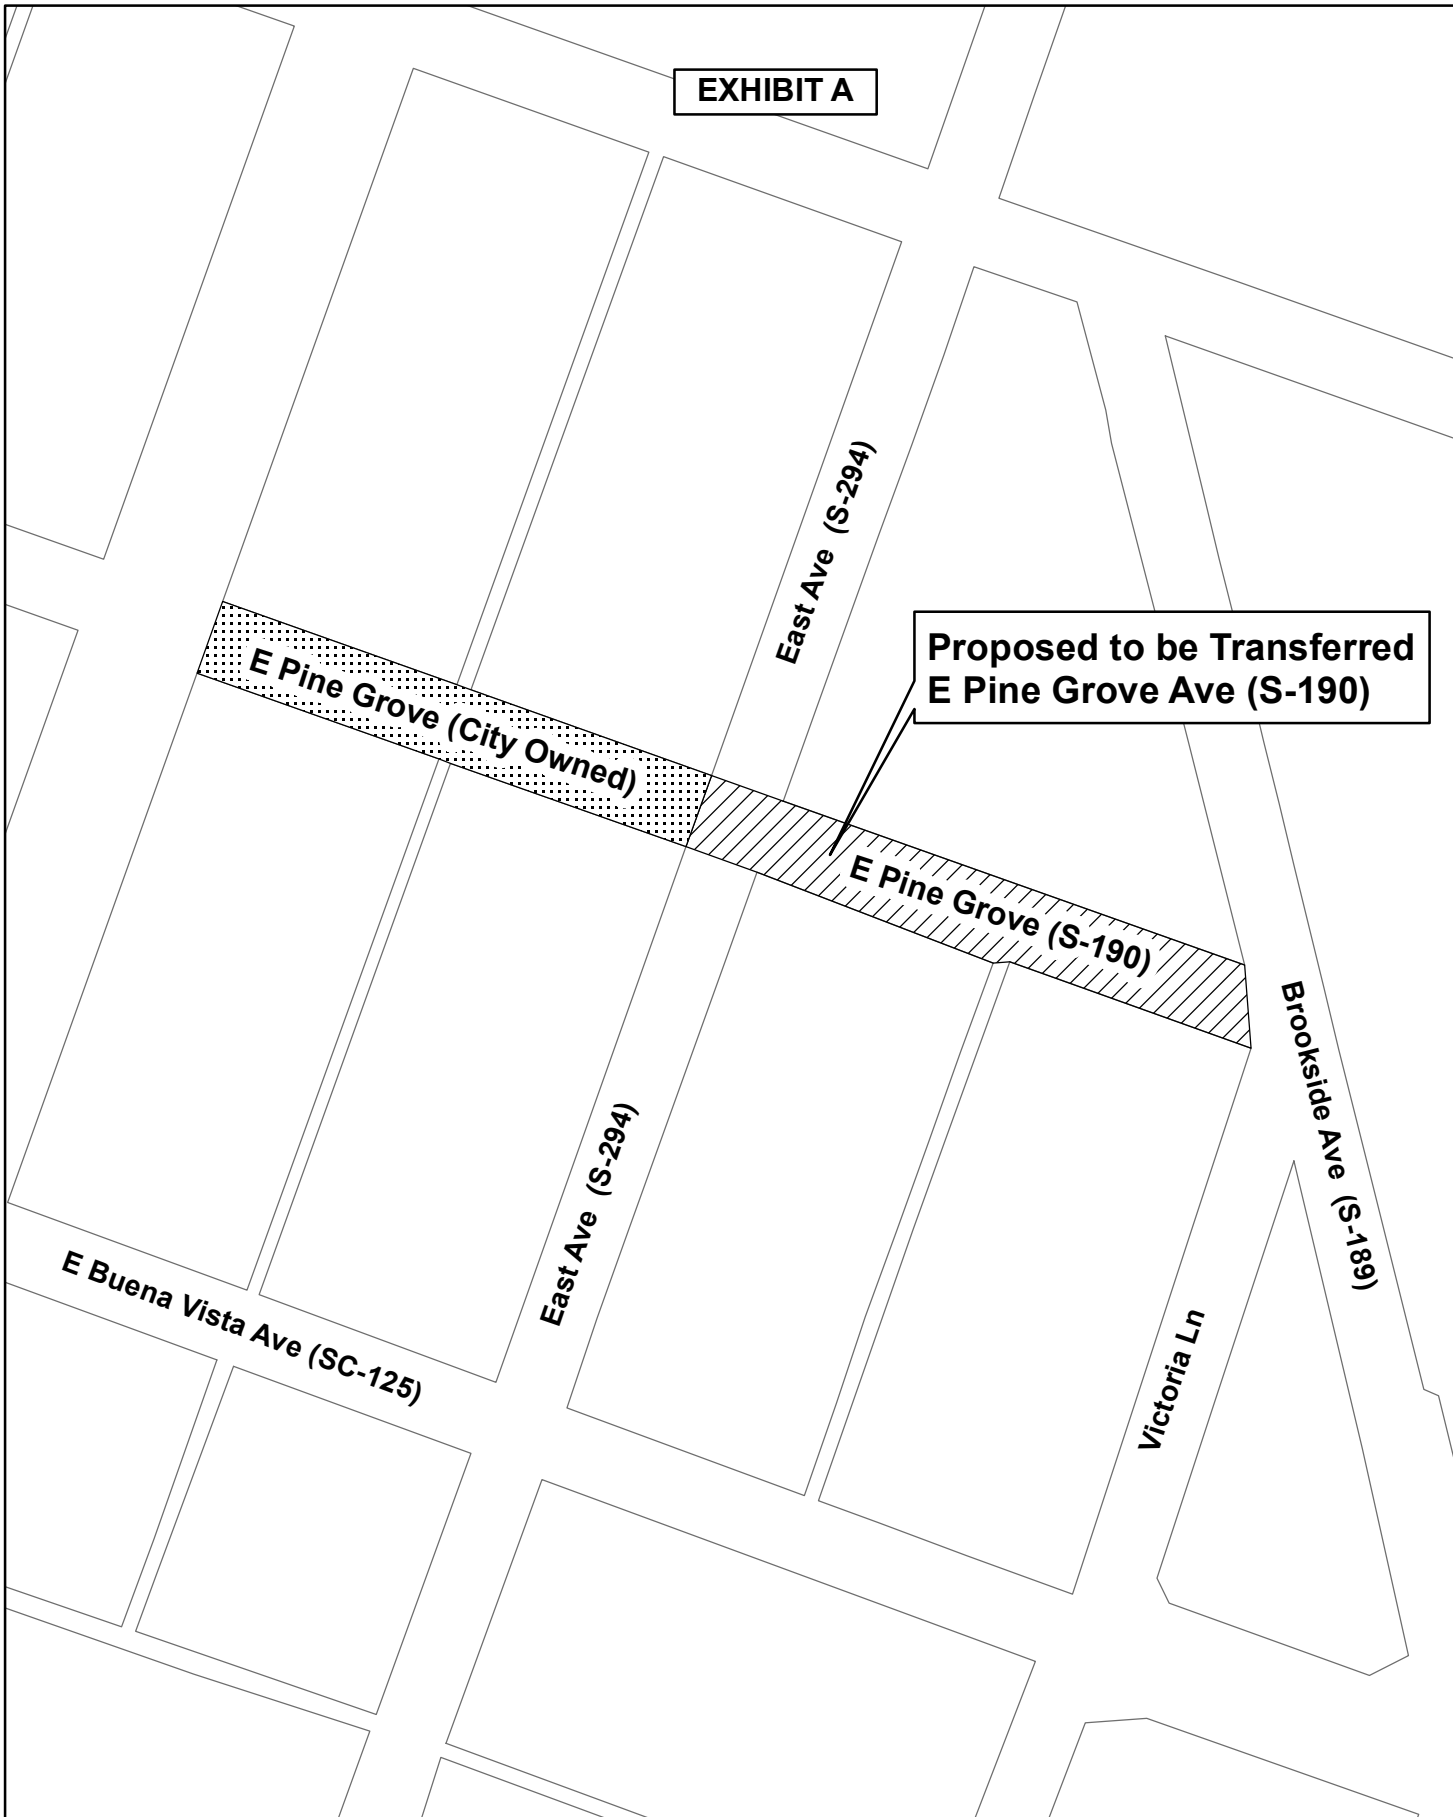 EXHIBIT A
East Ave (S-294)
Proposed to be Transferred
E Pine Grove Ave (S-190)
E Pine Grove (City Owned)
E Pine Grove (S-190)
Brookside Ave (S-189)
East Ave (S-294)
E Buena Vista Ave (SC-125)
Victoria Ln